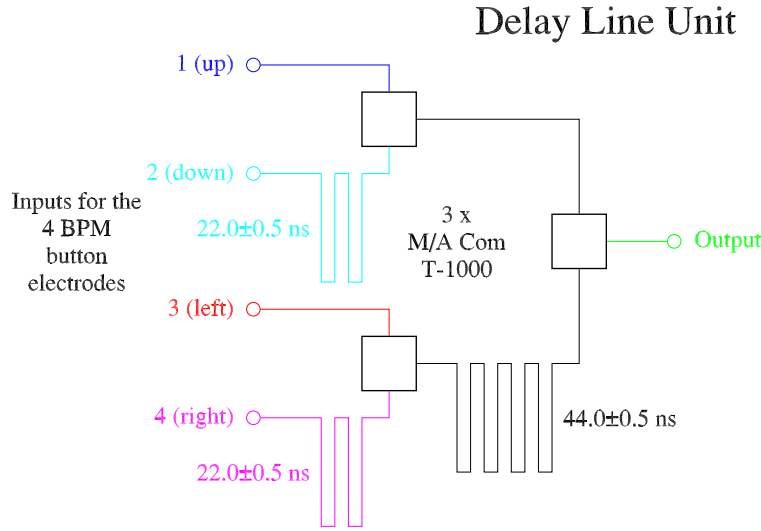 Delay Line Unit
1 (up)
2 (down)
22.0±0.5 ns
Inputs for the
4 BPM
button
electrodes
3 x
M/A Com
T-1000
Output
3 (left)
4 (right)
22.0±0.5 ns
44.0±0.5 ns